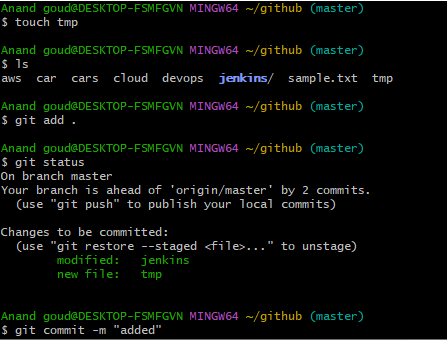 Anand goud@DESKTOP-FSMFGVN MINGW64 ~/github (master)
$ touch tmp
Anand goud@DESKTOP-FSMFGVN MINGW64 ~/github (master)
$ ls
aws  car  cars  cloud  devops  jenkins/  sample.txt  tmp
Anand goud@DESKTOP-FSMFGVN MINGW64 ~/github (master)
$ git add .
Anand goud@DESKTOP-FSMFGVN MINGW64 ~/github (master)
$ git status
On branch master
Your branch is ahead of 'origin/master' by 2 commits.
  (use "git push" to publish your local commits)
Changes to be committed:
  (use "git restore --staged <file>..." to unstage)
        modified:   jenkins
        new file:   tmp
Anand goud@DESKTOP-FSMFGVN MINGW64 ~/github (master)
$ git commit -m "added"